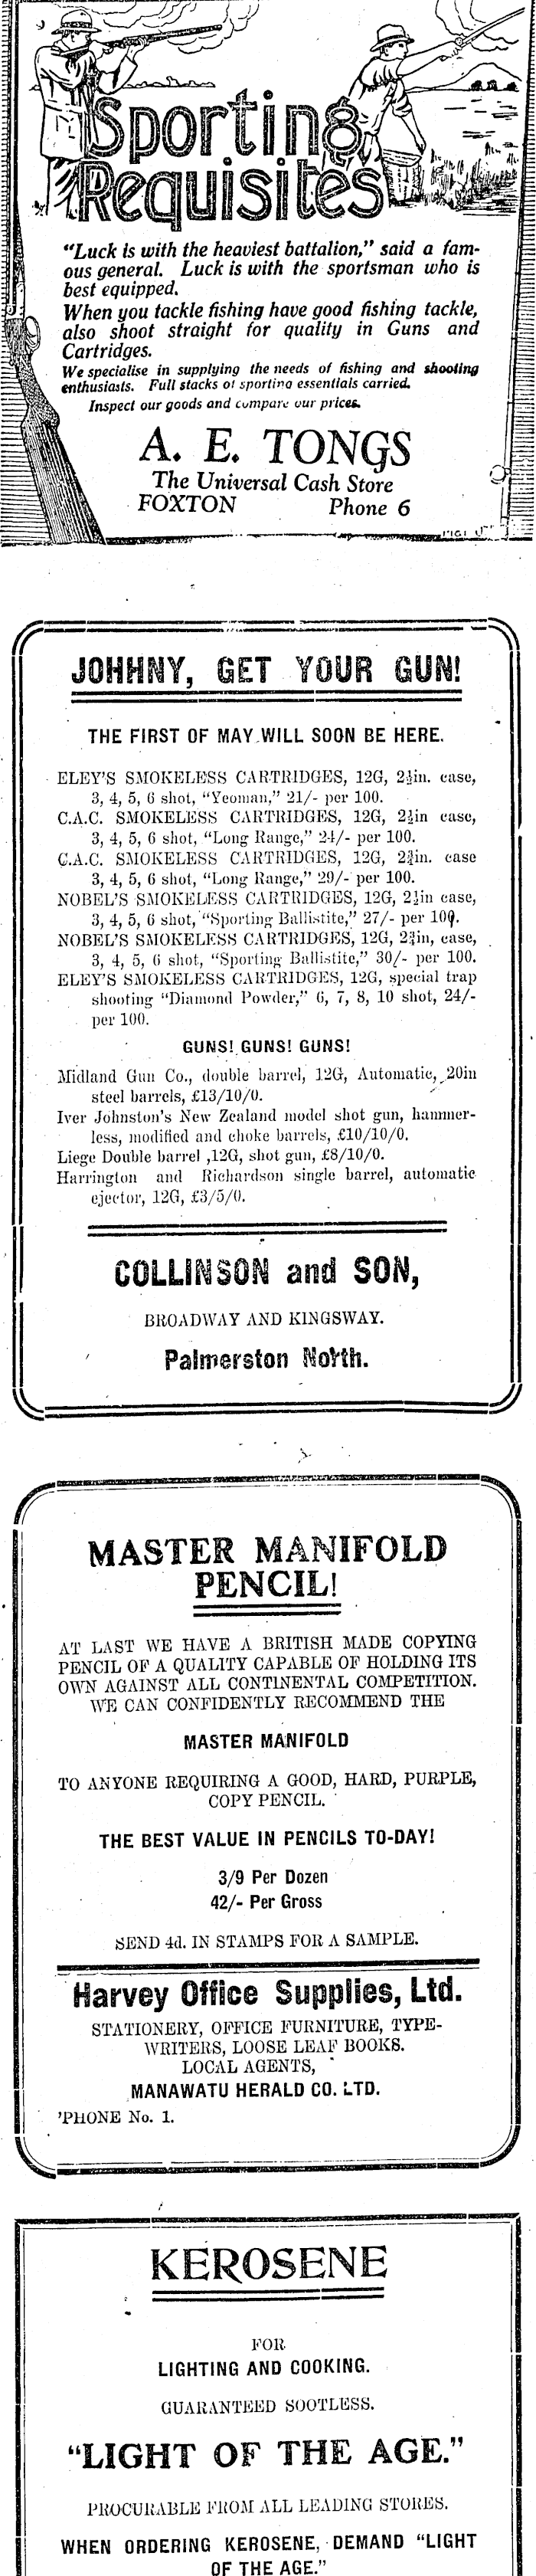 Sporting
Requisites
"Luck is with the heaviest battalion," said a fam-
ous general. Luck is with the sportsman who is
best equipped.
When you tackle fishing have good fishing tackle,
also shoot straight for quality in Guns and
Cartridges.
We specialise in supplying the needs of fishing and shooting
enthusiasts. Full stacks of sporting essentials carried.
Inspect our goods and compare our prices.
A. E. TONGS
The Universal Cash Store
FOXTON Phone 6
JOHHNY, GET YOUR GUN!
THE FIRST OF MAY WILL SOON BE HERE.
ELEY'S SMOKELESS CARTRIDGES, 12G, 2½in. case,
3, 4, 5, 6 shot, "Yeoman," 21/- per 100.
C.A.C. SMOKELESS CARTRIDGES, 12G, 2½in case,
3, 4, 5, 6 shot, "Long Range," 24/- per 100.
C.A.C. SMOKELESS CARTRIDGES, 12G, 2¾in. case
3, 4, 5, 6 shot, "Long Range," 29/- per 100.
NOBEL'S SMOKELESS CARTRIDGES, 12G, 2½in case,
3, 4, 5, 6 shot, "Sporting Ballistite," 27/- per 100.
NOBEL'S SMOKELESS CARTRIDGES, 12G, 2¾in, case,
3, 4, 5, 6 shot, "Sporting Ballistite," 30/- per 100.
ELEY'S SMOKELESS CARTRIDGES, 12G, special trap
shooting "Diamond Powder," 6, 7, 8, 10 shot, 24/-
per 100.
GUNS! GUNS! GUNS!
Midland Gun Co., double barrel, 12G, Automatic, 20in
steel barrels, £13/10/0.
Iver Johnston's New Zealand model shot gun, hammer-
less, modified and choke barrels, £10/10/0.
Liege Double barrel ,12G, shot gun, £8/10/0.
Harrington and Richardson single barrel, automatic
ejector, 12G, £3/5/0.
COLLINSON and SON,
BROADWAY AND KINGSWAY.
Palmerston North.
MASTER MANIFOLD
PENCIL!
AT LAST WE HAVE A BRITISH MADE COPYING
PENCIL OF A QUALITY CAPABLE OF HOLDING ITS
OWN AGAINST ALL CONTINENTAL COMPETITION.
WE CAN CONFIDENTLY RECOMMEND THE
MASTER MANIFOLD
TO ANYONE REQUIRING A GOOD, HARD, PURPLE,
COPY PENCIL.
THE BEST VALUE IN PENCILS TO-DAY!
3/9 Per Dozen
42/- Per Gross
SEND 4d. IN STAMPS FOR A SAMPLE.
Harvey Office Supplies, Ltd.
STATIONERY, OFFICE FURNITURE, TYPE-
WRITERS, LOOSE LEAF BOOKS.
LOCAL AGENTS,
MANAWATU HERALD CO. LTD.
'PHONE No. 1.
KEROSENE
FOR
LIGHTING AND COOKING.
GUARANTEED SOOTLESS.
"LIGHT OF THE AGE."
PROCURABLE FROM ALL LEADING STORES.
WHEN ORDERING KEROSENE, DEMAND "LIGHT
OF THE AGE."